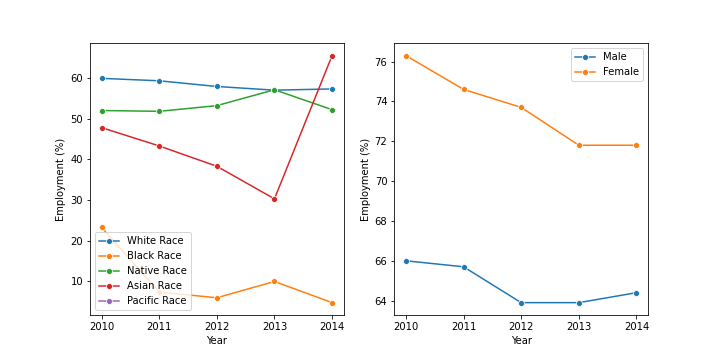 Employment (%)
60
50
40
30
20
10
White Race
Black Race
Native Race
Asian Race
Pacific Race
2010 2011 2012 2013 2014
Year
Employment (%)
76
74
72
70
68
66
64
Male
Female
2010 2011 2012 2013 2014
Year